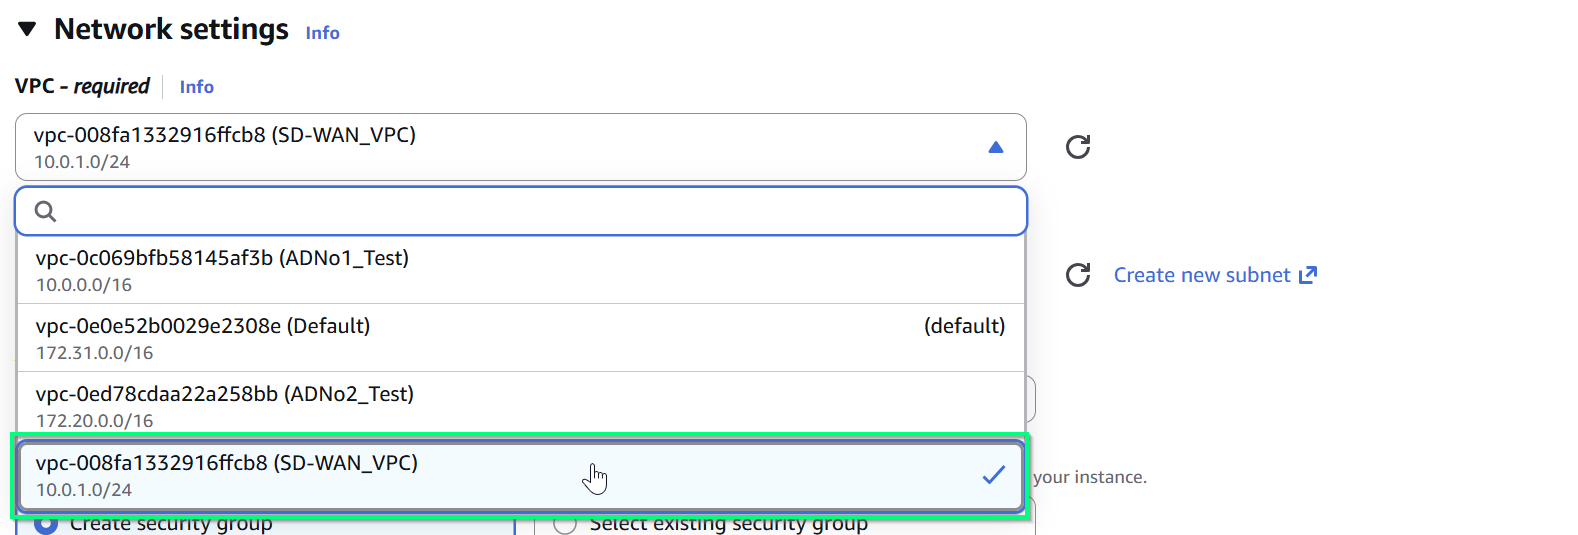 Network settings Info
VPC - required Info
vpc-008fa1332916ffcb8 (SD-WAN_VPC)
10.0.1.0/24
vpc-0c069bfb58145af3b (ADNo1_Test)
10.0.0.0/16
Create new subnet
vpc-0e0e52b0029e2308e (Default) (default)
172.31.0.0/16
vpc-0ed78cdaa22a258bb (ADNo2_Test)
172.20.0.0/16
vpc-008fa1332916ffcb8 (SD-WAN_VPC)
10.0.1.0/24
your instance.
Create security group
Select existing security group